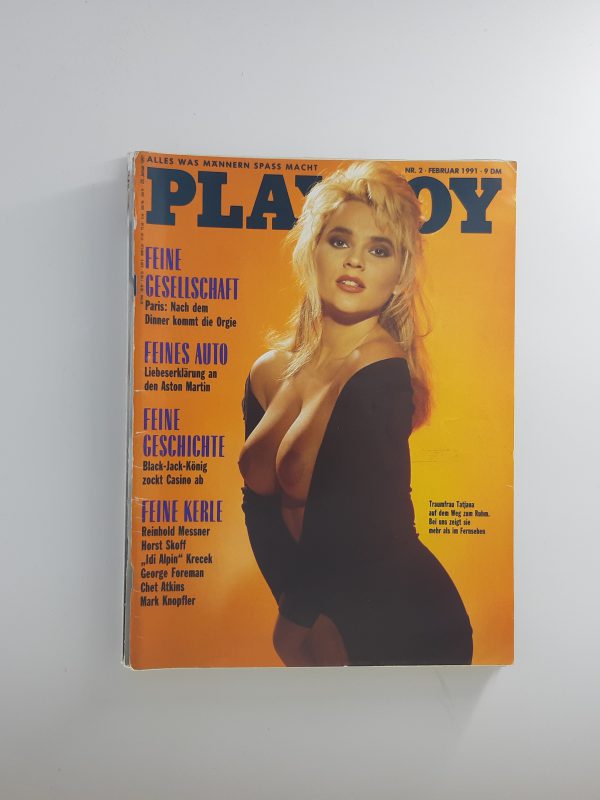 ALLES WAS MÄNNERN SPASS MACHT
NR. 2 · FEBRUAR 1991 · 9 DM
PLAYBOY
FEINE
GESELLSCHAFT
Paris: Nach dem
Dinner kommt die Orgie
FEINES AUTO
Liebeserklärung an
den Aston Martin
FEINE
GESCHICHTE
Black-Jack-König
zockt Casino ab
FEINE KERLE
Reinhold Messner
Horst Skoff
„Idi Alpin“ Krecek
George Foreman
Chet Atkins
Mark Knopfler
Traumfrau Tatjana
auf dem Weg zum Ruhm.
Bei uns zeigt sie
mehr als im Fernsehen